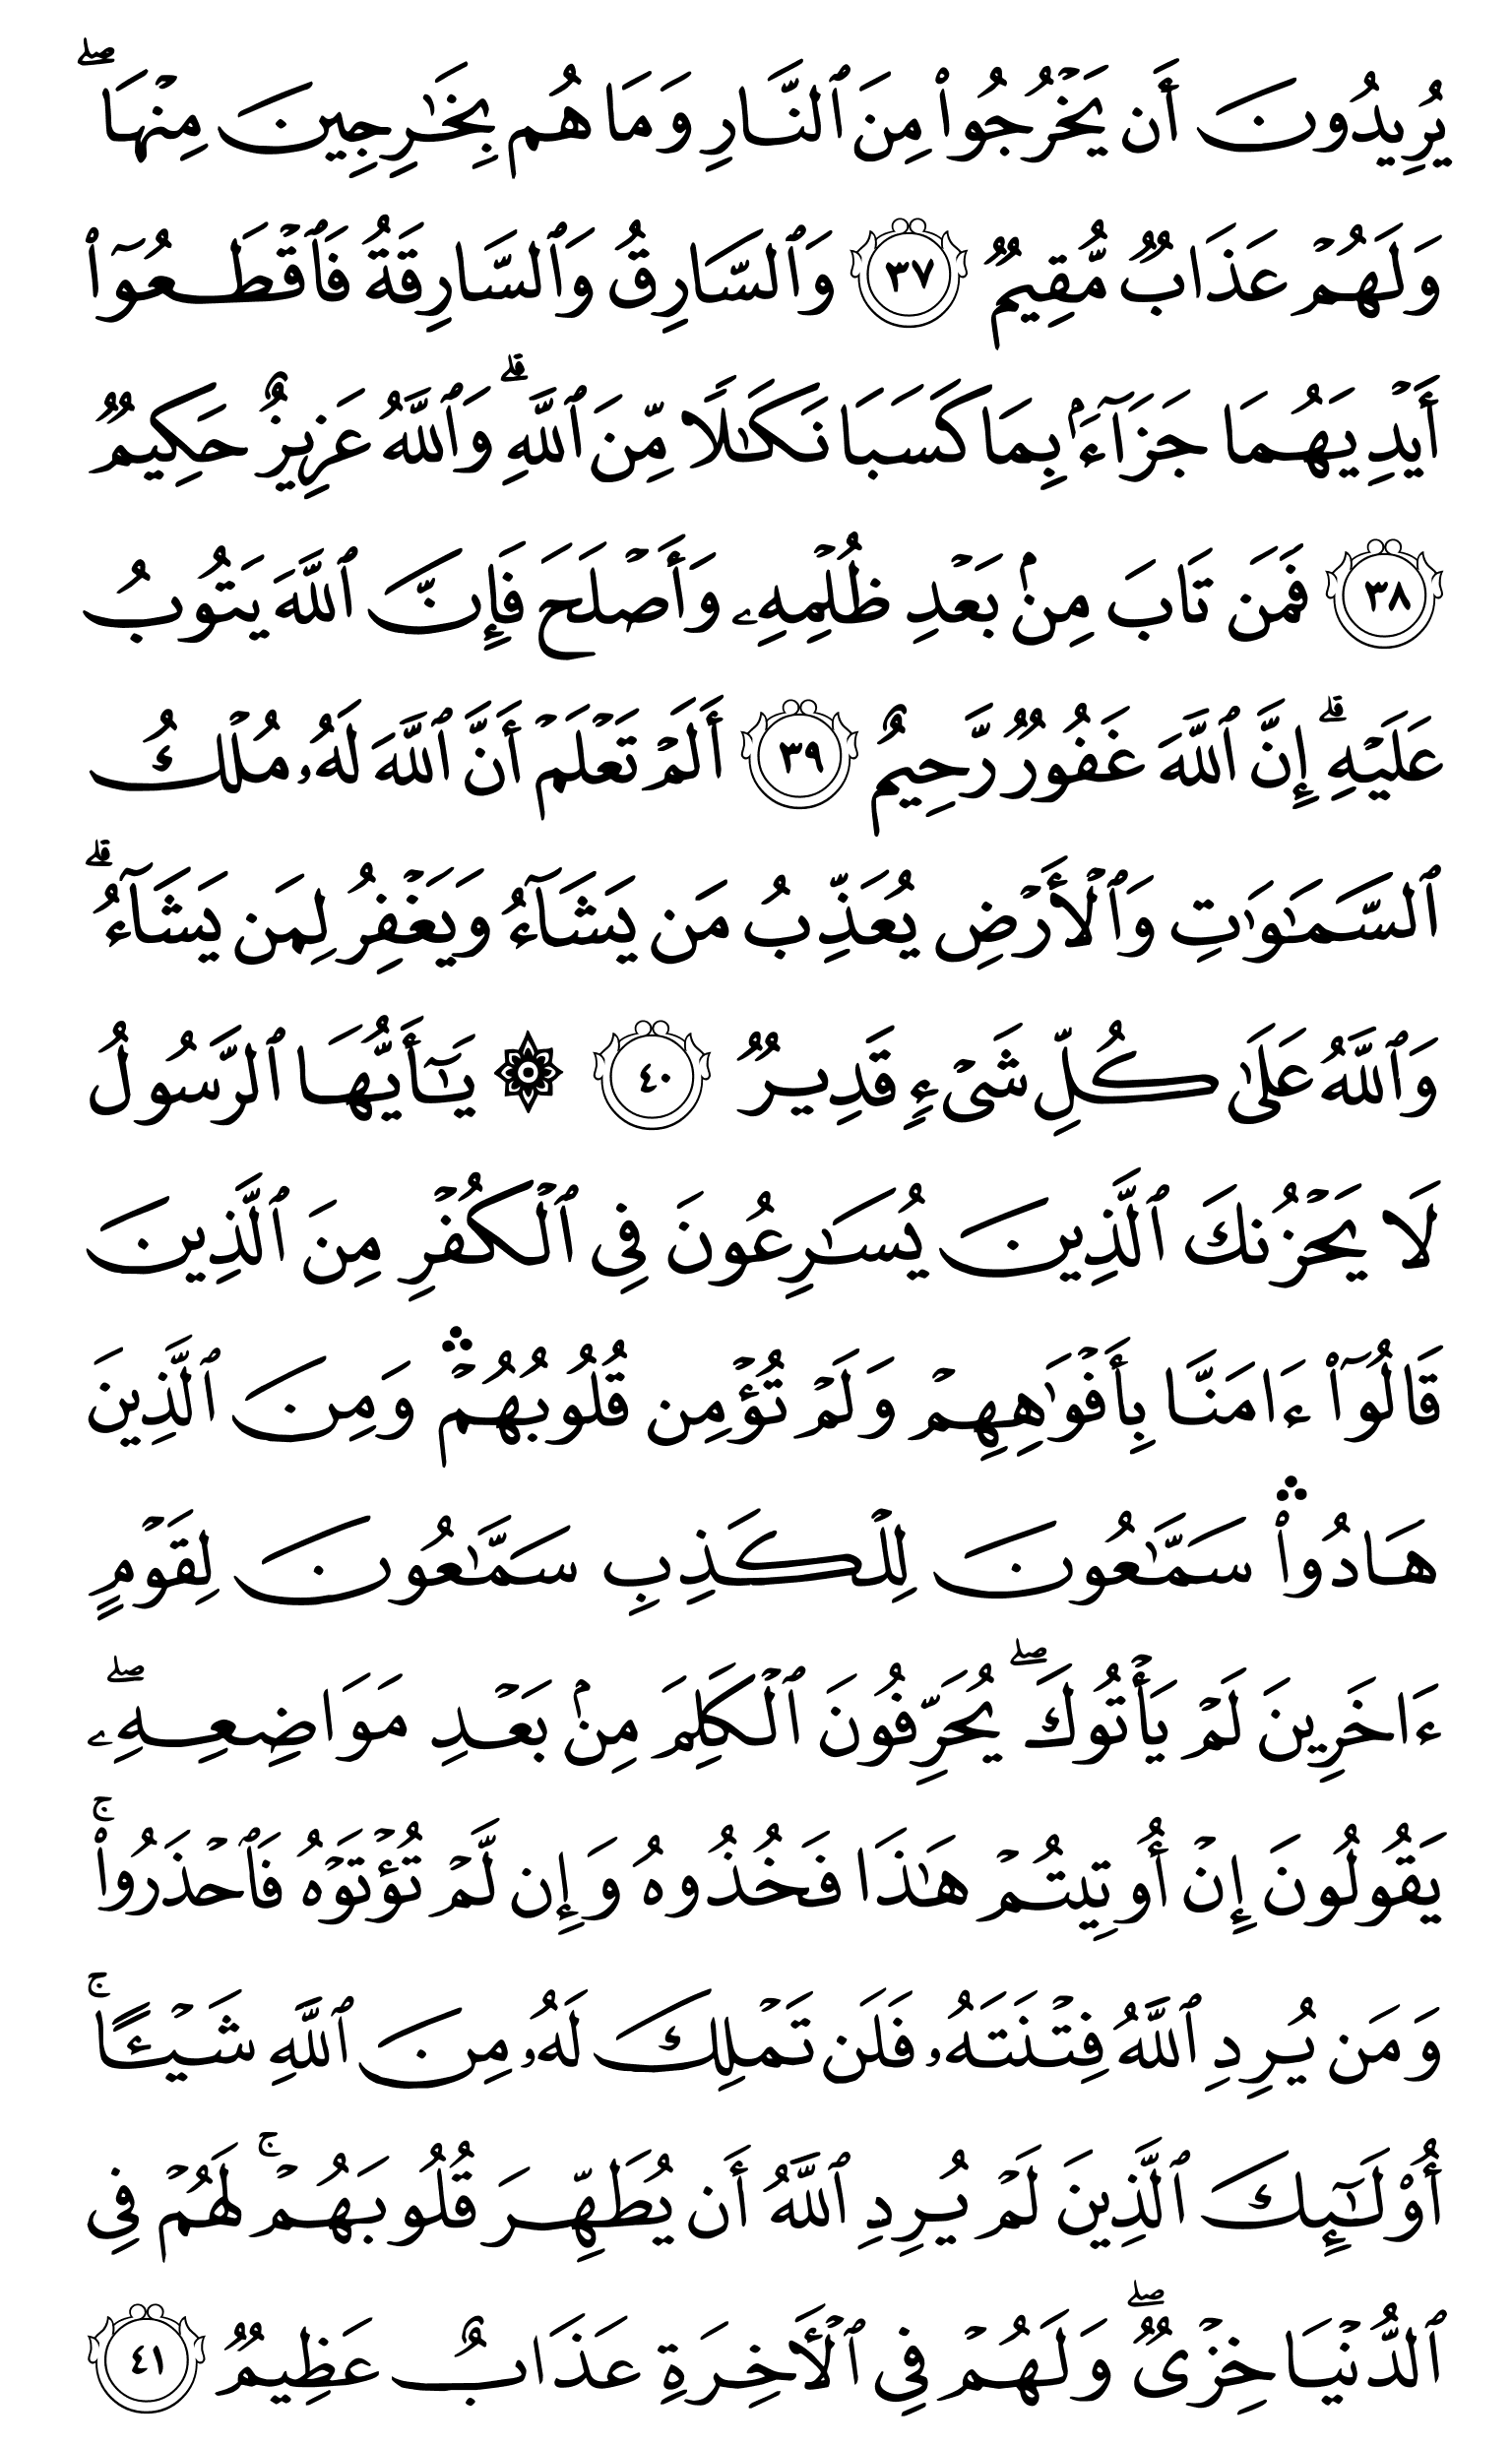 يُرِيدُونَ أَن يَخْرُجُوا۟ مِنَ ٱلنَّارِ وَمَا هُم بِخَـٰرِجِينَ مِنْهَا ۖ
وَلَهُمْ عَذَابٌ مُّقِيمٌ ٣٧ وَٱلسَّارِقُ وَٱلسَّارِقَةُ فَٱقْطَعُوٓا۟
أَيْدِيَهُمَا جَزَآءًۢ بِمَا كَسَبَا نَكَـٰلًا مِّنَ ٱللَّهِ ۗ وَٱللَّهُ عَزِيزٌ حَكِيمٌ
٣٨ فَمَن تَابَ مِنۢ بَعْدِ ظُلْمِهِۦ وَأَصْلَحَ فَإِنَّ ٱللَّهَ يَتُوبُ
عَلَيْهِ ۗ إِنَّ ٱللَّهَ غَفُورٌ رَّحِيمٌ ٣٩ أَلَمْ تَعْلَمْ أَنَّ ٱللَّهَ لَهُۥ مُلْكُ
ٱلسَّمَـٰوَٰتِ وَٱلْأَرْضِ يُعَذِّبُ مَن يَشَآءُ وَيَغْفِرُ لِمَن يَشَآءُ ۗ
وَٱللَّهُ عَلَىٰ كُلِّ شَىْءٍ قَدِيرٌ ٤٠ ۞ يَـٰٓأَيُّهَا ٱلرَّسُولُ
لَا يَحْزُنكَ ٱلَّذِينَ يُسَـٰرِعُونَ فِى ٱلْكُفْرِ مِنَ ٱلَّذِينَ
قَالُوٓا۟ ءَامَنَّا بِأَفْوَٰهِهِمْ وَلَمْ تُؤْمِن قُلُوبُهُمْ ۛ وَمِنَ ٱلَّذِينَ
هَادُوا۟ ۛ سَمَّـٰعُونَ لِلْكَذِبِ سَمَّـٰعُونَ لِقَوْمٍ
ءَاخَرِينَ لَمْ يَأْتُوكَ ۖ يُحَرِّفُونَ ٱلْكَلِمَ مِنۢ بَعْدِ مَوَاضِعِهِۦ ۖ
يَقُولُونَ إِنْ أُوتِيتُمْ هَـٰذَا فَخُذُوهُ وَإِن لَّمْ تُؤْتَوْهُ فَٱحْذَرُوا۟ ۚ
وَمَن يُرِدِ ٱللَّهُ فِتْنَتَهُۥ فَلَن تَمْلِكَ لَهُۥ مِنَ ٱللَّهِ شَيْـًٔا ۚ
أُو۟لَـٰٓئِكَ ٱلَّذِينَ لَمْ يُرِدِ ٱللَّهُ أَن يُطَهِّرَ قُلُوبَهُمْ ۚ لَهُمْ فِى
ٱلدُّنْيَا خِزْىٌ ۖ وَلَهُمْ فِى ٱلْـَٔاخِرَةِ عَذَابٌ عَظِيمٌ ٤١